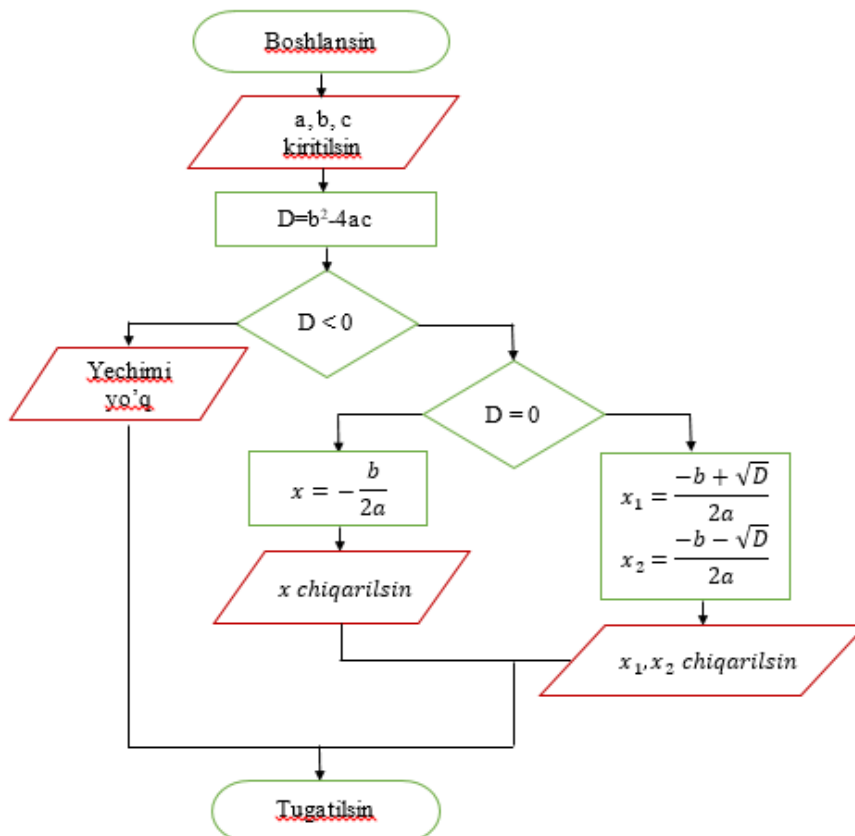 Boshlansin
a, b, c
kiritilsin
D=b²-4ac
D < 0
Yechimi
yo’q
D = 0
x = −b/2a
x₁ = (−b + √D)/2a
x₂ = (−b − √D)/2a
x chiqarilsin
x₁, x₂ chiqarilsin
Tugatilsin